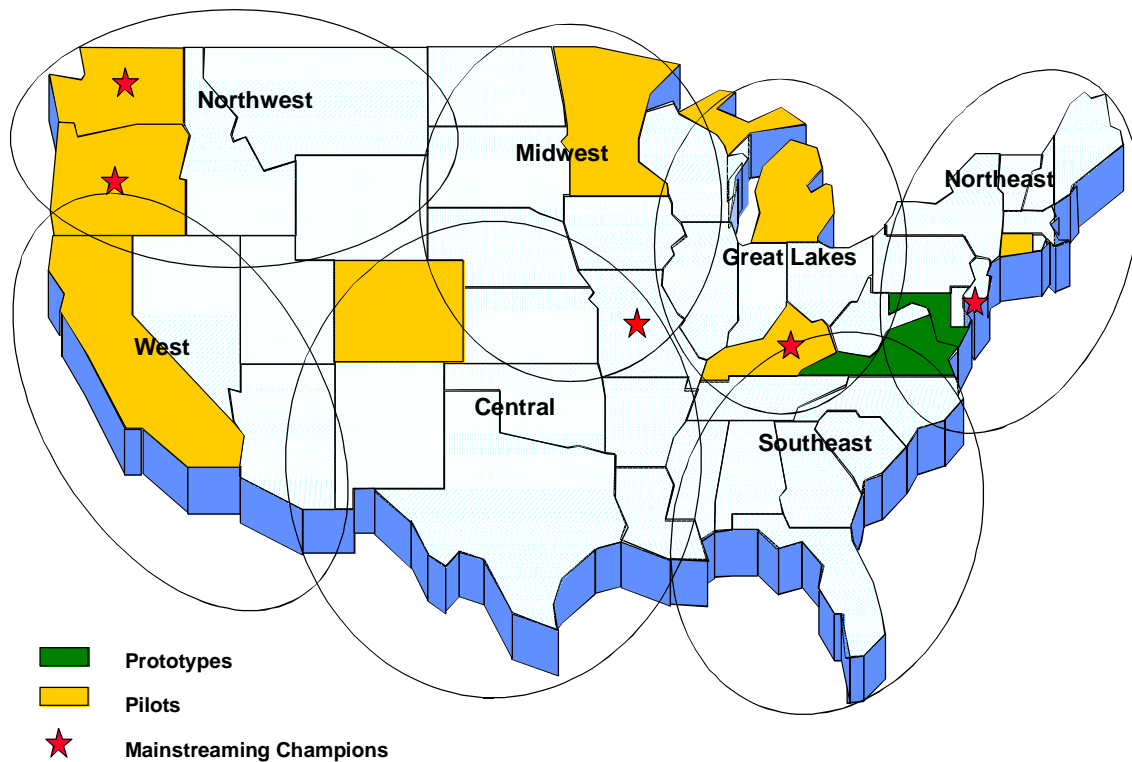 Northwest
Midwest
Northeast
Great Lakes
West
Central
Southeast
Prototypes
Pilots
Mainstreaming Champions